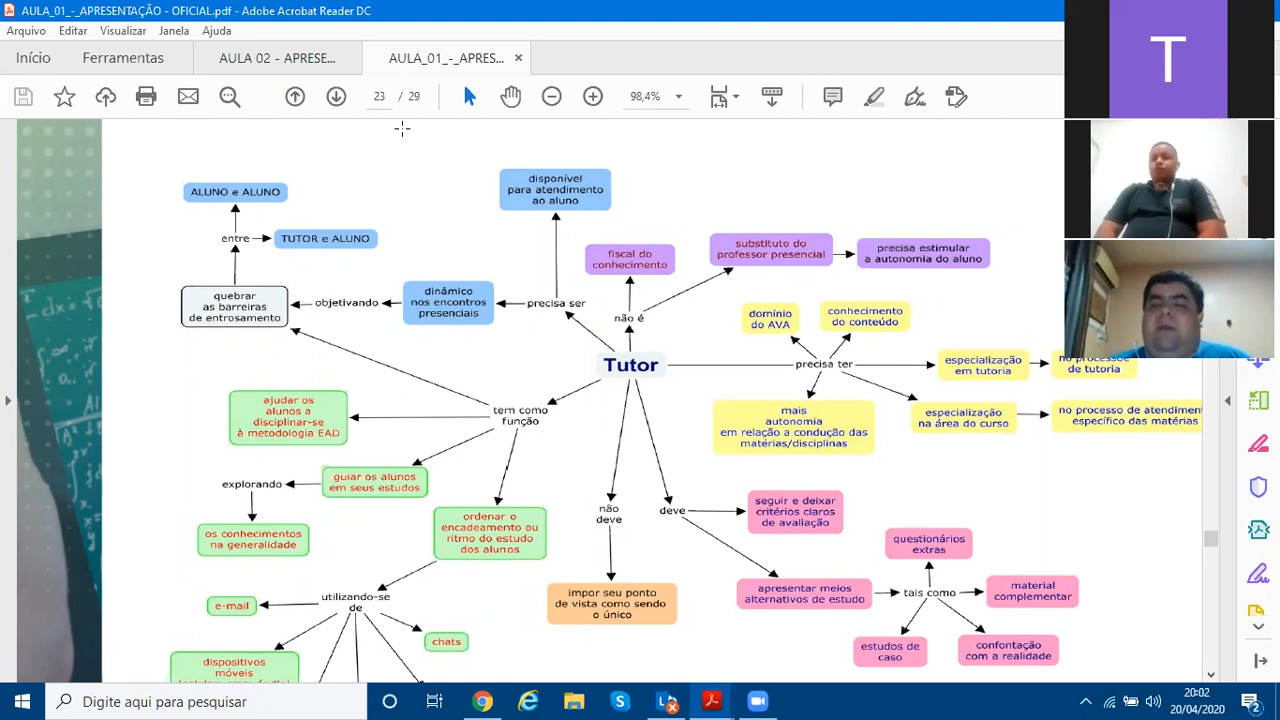 AULA_01_-_APRESENTAÇÃO - OFICIAL.pdf - Adobe Acrobat Reader DC
Arquivo Editar Visualizar Janela Ajuda
Início Ferramentas AULA 02 - APRESE... AULA_01_-_APRES... ×
23 / 29 98,4%
T
ALUNO e ALUNO
entre
TUTOR e ALUNO
quebrar
as barreiras
de entrosamento
objetivando
dinâmico
nos encontros
presenciais
precisa ser
disponível
para atendimento
ao aluno
fiscal do
conhecimento
não é
substituto do
professor presencial
precisa estimular
a autonomia do aluno
Tutor
domínio
do AVA
conhecimento
do conteúdo
precisa ter
especialização
em tutoria
no processo
de tutoria
mais
autonomia
em relação a condução das
matérias/disciplinas
especialização
na área do curso
no processo de atendiment
específico das matérias
tem como
função
ajudar os
alunos a
disciplinar-se
à metodologia EAD
guiar os alunos
em seus estudos
explorando
os conhecimentos
na generalidade
ordenar o
encadeamento ou
ritmo do estudo
dos alunos
utilizando-se
de
e-mail
chats
dispositivos
móveis
não
deve
impor seu ponto
de vista como sendo
o único
deve
seguir e deixar
critérios claros
de avaliação
apresentar meios
alternativos de estudo
tais como
questionários
extras
material
complementar
estudos de
caso
confontação
com a realidade
Digite aqui para pesquisar
20:02
20/04/2020
2